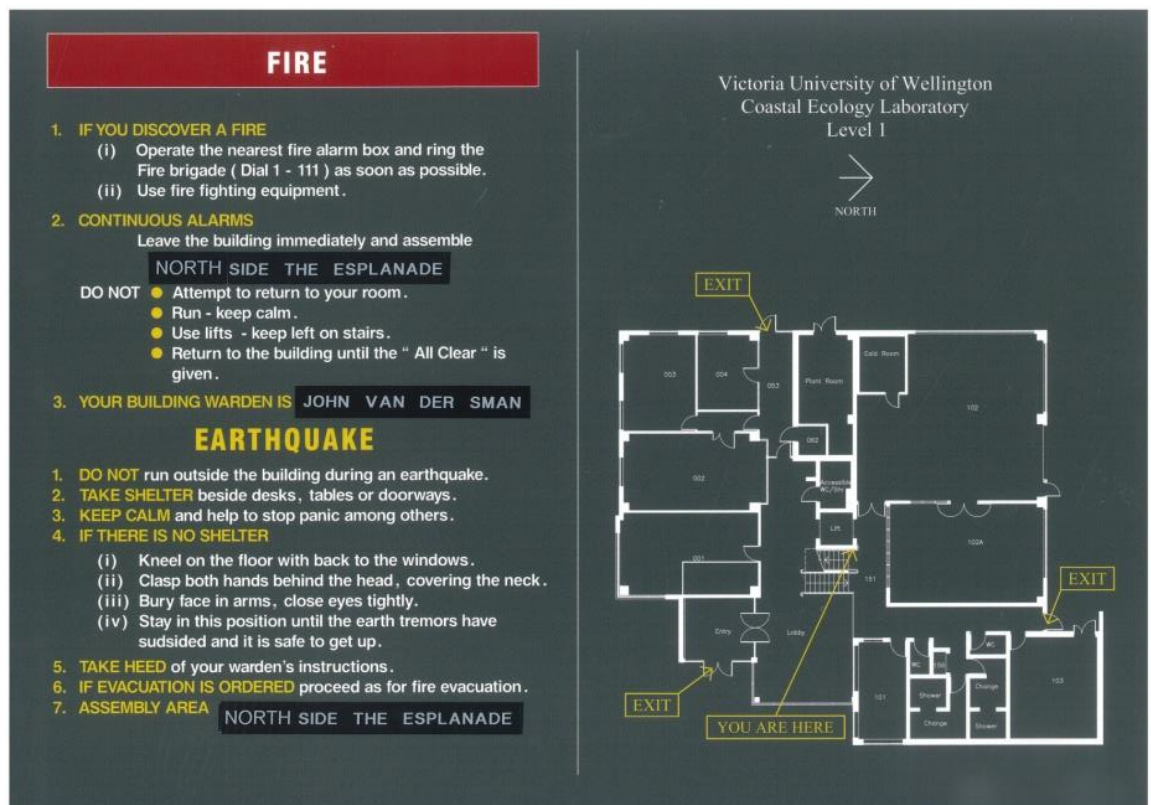 FIRE
1. IF YOU DISCOVER A FIRE
(i) Operate the nearest fire alarm box and ring the
Fire brigade ( Dial 1 - 111 ) as soon as possible.
(ii) Use fire fighting equipment.
2. CONTINUOUS ALARMS
Leave the building immediately and assemble
NORTH SIDE THE ESPLANADE
DO NOT ● Attempt to return to your room.
● Run - keep calm.
● Use lifts - keep left on stairs.
● Return to the building until the " All Clear " is
given.
3. YOUR BUILDING WARDEN IS JOHN VAN DER SMAN
EARTHQUAKE
1. DO NOT run outside the building during an earthquake.
2. TAKE SHELTER beside desks, tables or doorways.
3. KEEP CALM and help to stop panic among others.
4. IF THERE IS NO SHELTER
(i) Kneel on the floor with back to the windows.
(ii) Clasp both hands behind the head, covering the neck.
(iii) Bury face in arms, close eyes tightly.
(iv) Stay in this position until the earth tremors have
sudsided and it is safe to get up.
5. TAKE HEED of your warden's instructions.
6. IF EVACUATION IS ORDERED proceed as for fire evacuation.
7. ASSEMBLY AREA NORTH SIDE THE ESPLANADE
Victoria University of Wellington
Coastal Ecology Laboratory
Level 1
NORTH
EXIT
003
004
053
Plant Room
Cold Room
102
002
082
Accessible
WC/SH
Lift
001
102A
151
EXIT
Entry
Lobby
WC
WC
101
Shower
Change
103
Change
Shower
EXIT
YOU ARE HERE